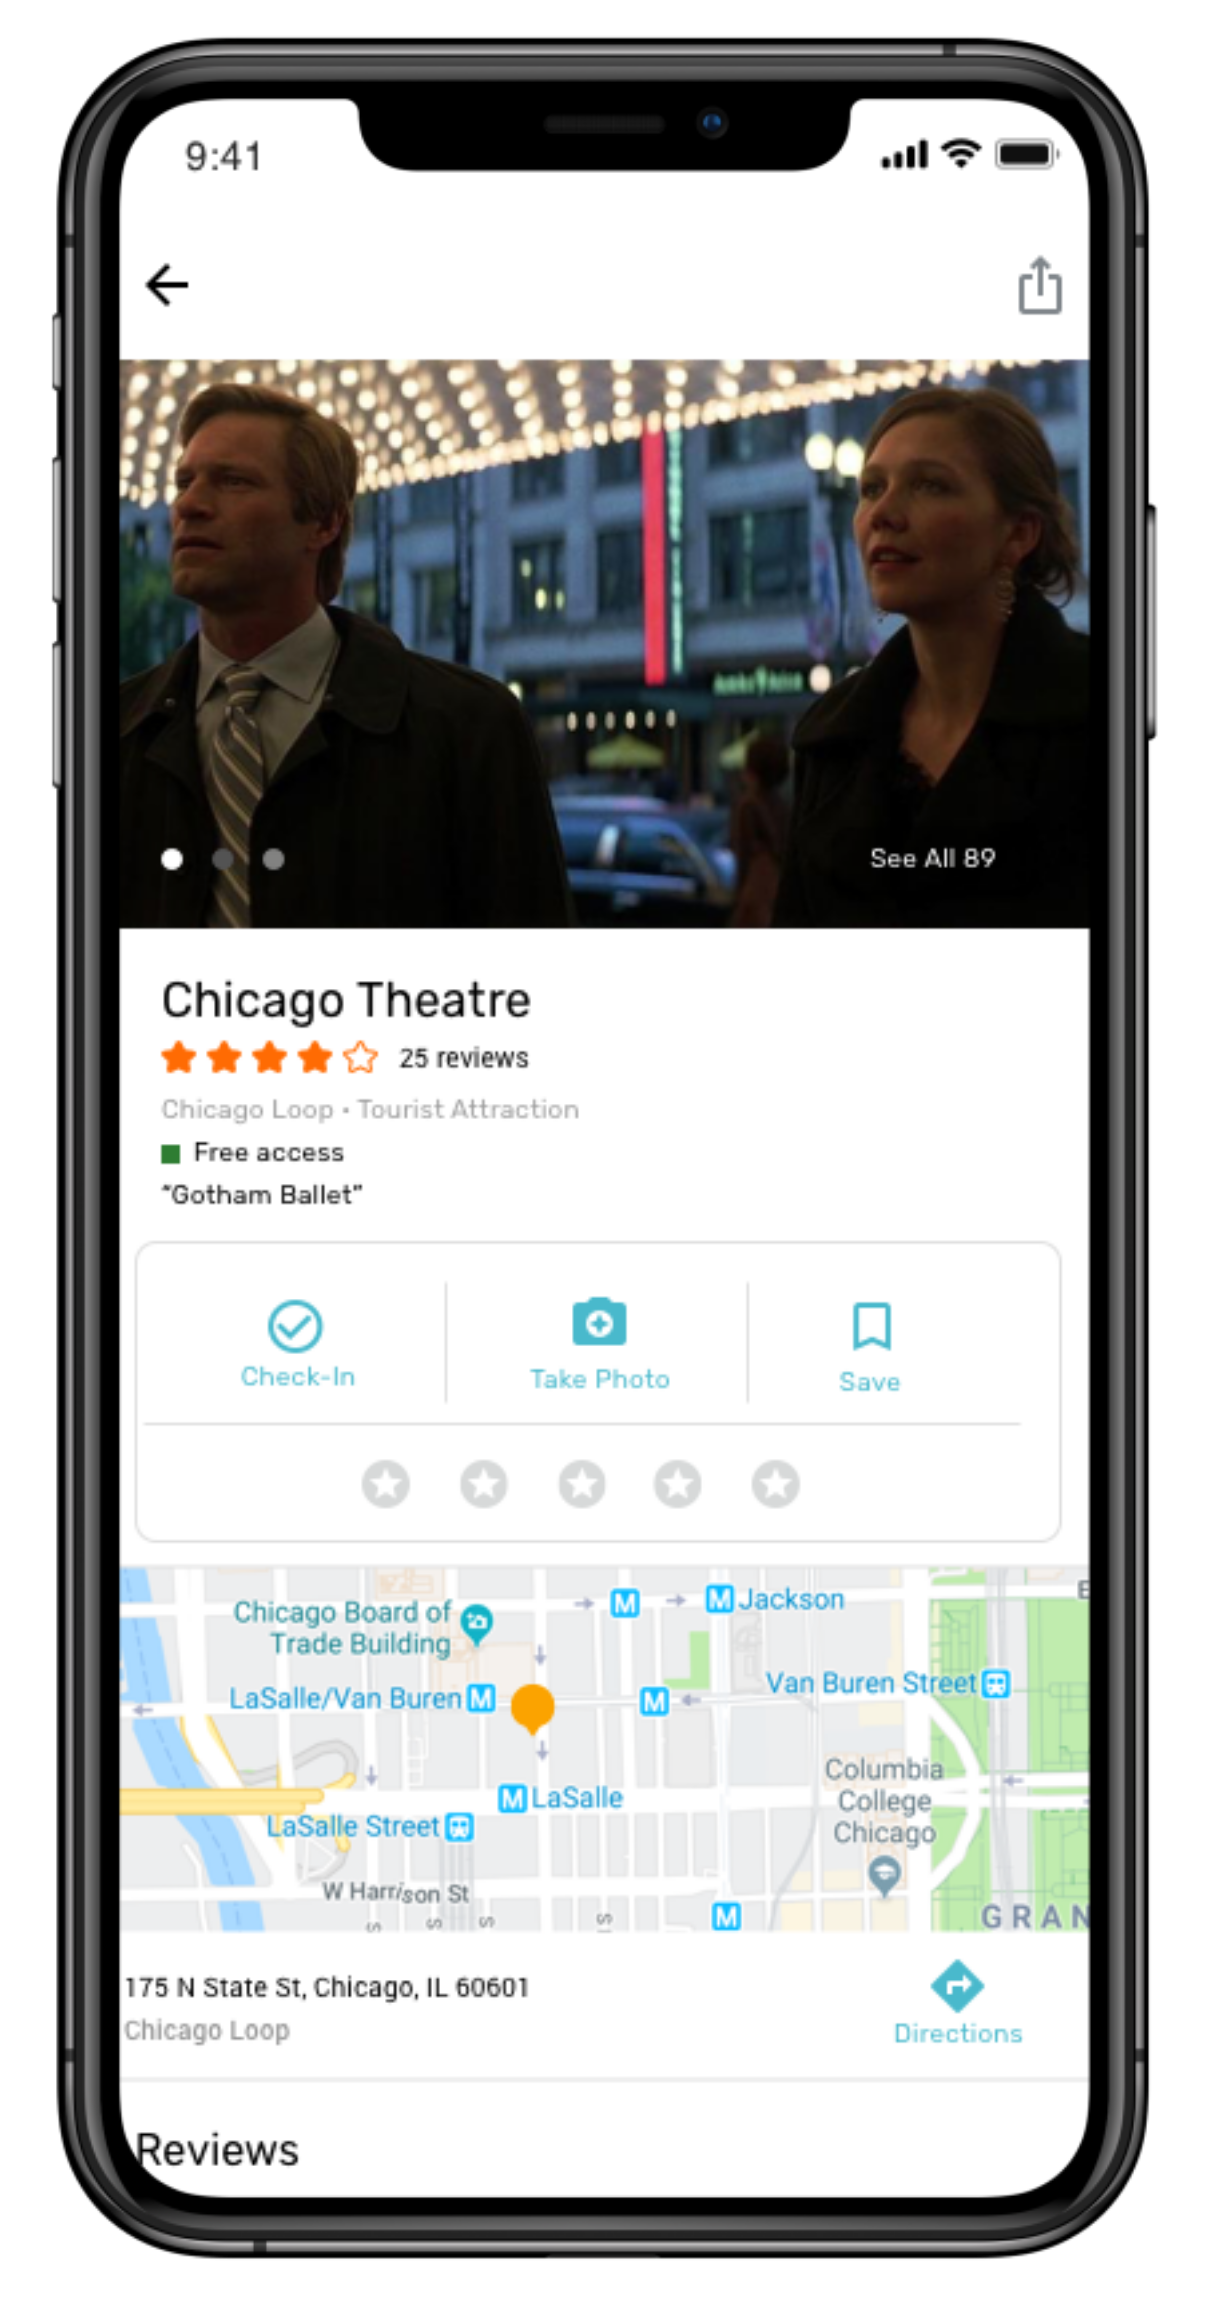 9:41
See All 89
Chicago Theatre
25 reviews
Chicago Loop • Tourist Attraction
Free access
“Gotham Ballet”
Check-In
Take Photo
Save
Chicago Board of
Trade Building
M
M Jackson
E
LaSalle/Van Buren M
M
Van Buren Street
M LaSalle
LaSalle Street
Columbia
College
Chicago
W Harrison St
S
S
S
S
M
GRAN
175 N State St, Chicago, IL 60601
Chicago Loop
Directions
Reviews